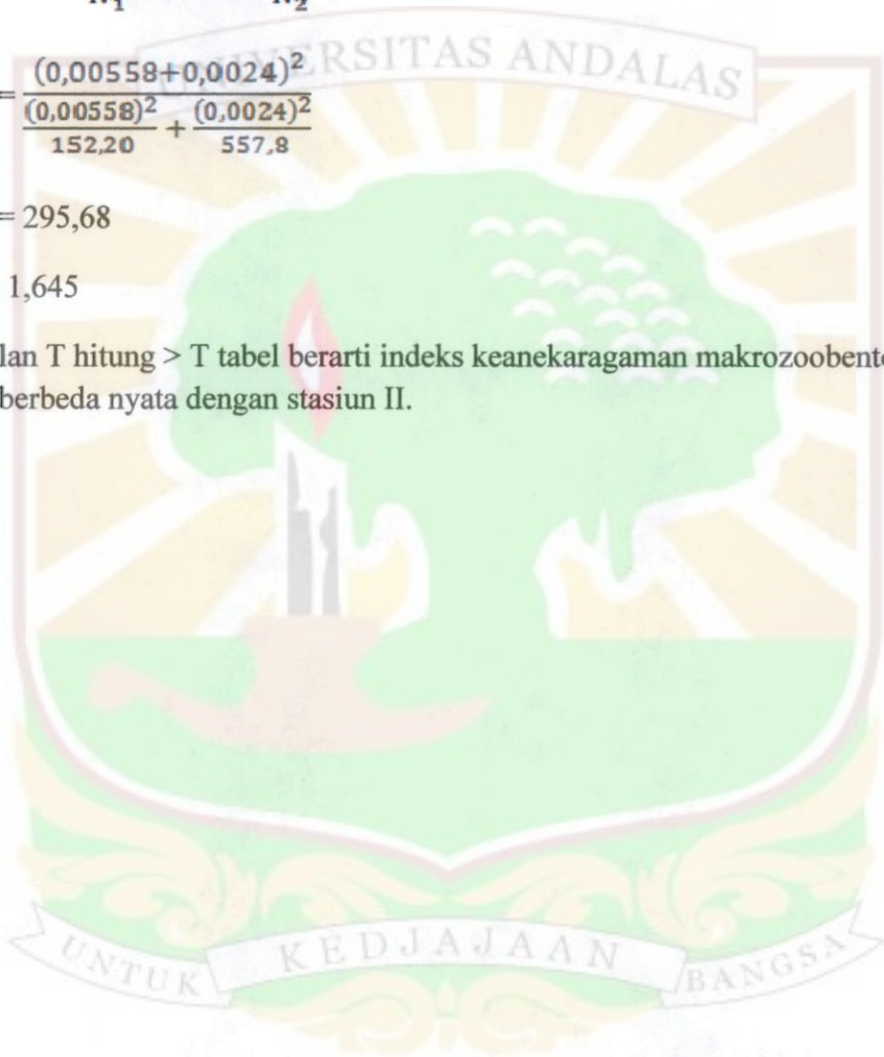 UNIVERSITAS ANDALAS
= (0,00558+0,0024)² / ((0,00558)²/152,20 + (0,0024)²/557,8)
= 295,68
1,645
lan T hitung > T tabel berarti indeks keanekaragaman makrozoobent
berbeda nyata dengan stasiun II.
UNTUK KEDJAJAAN BANGSA